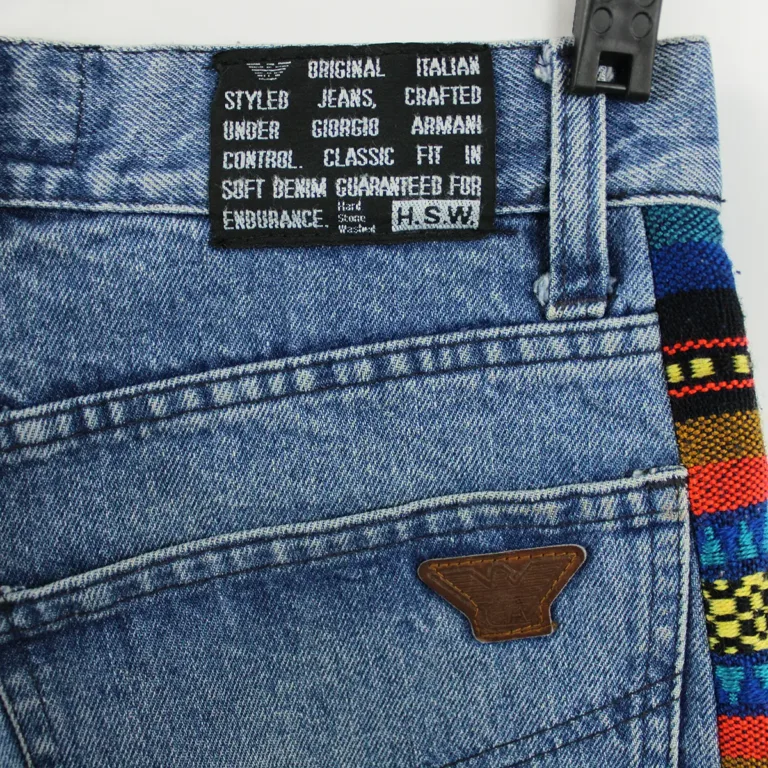 ORIGINAL ITALIAN
STYLED JEANS, CRAFTED
UNDER GIORGIO ARMANI
CONTROL. CLASSIC FIT IN
SOFT DENIM GUARANTEED FOR
ENDURANCE. Hard Stone Washed H.S.W.